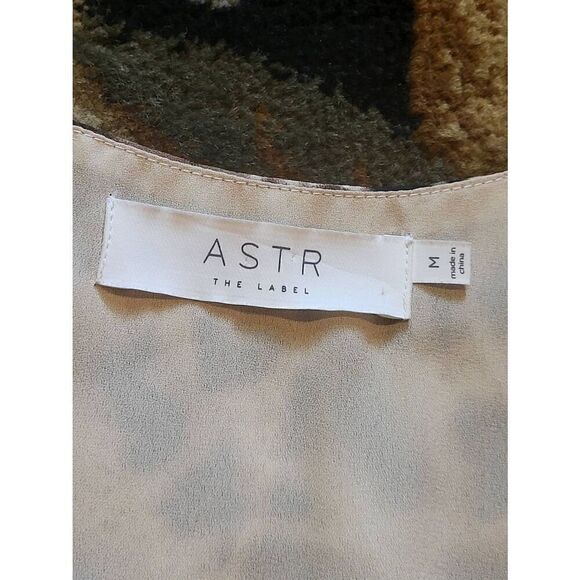 ASTR
THE LABEL
M
made in
china